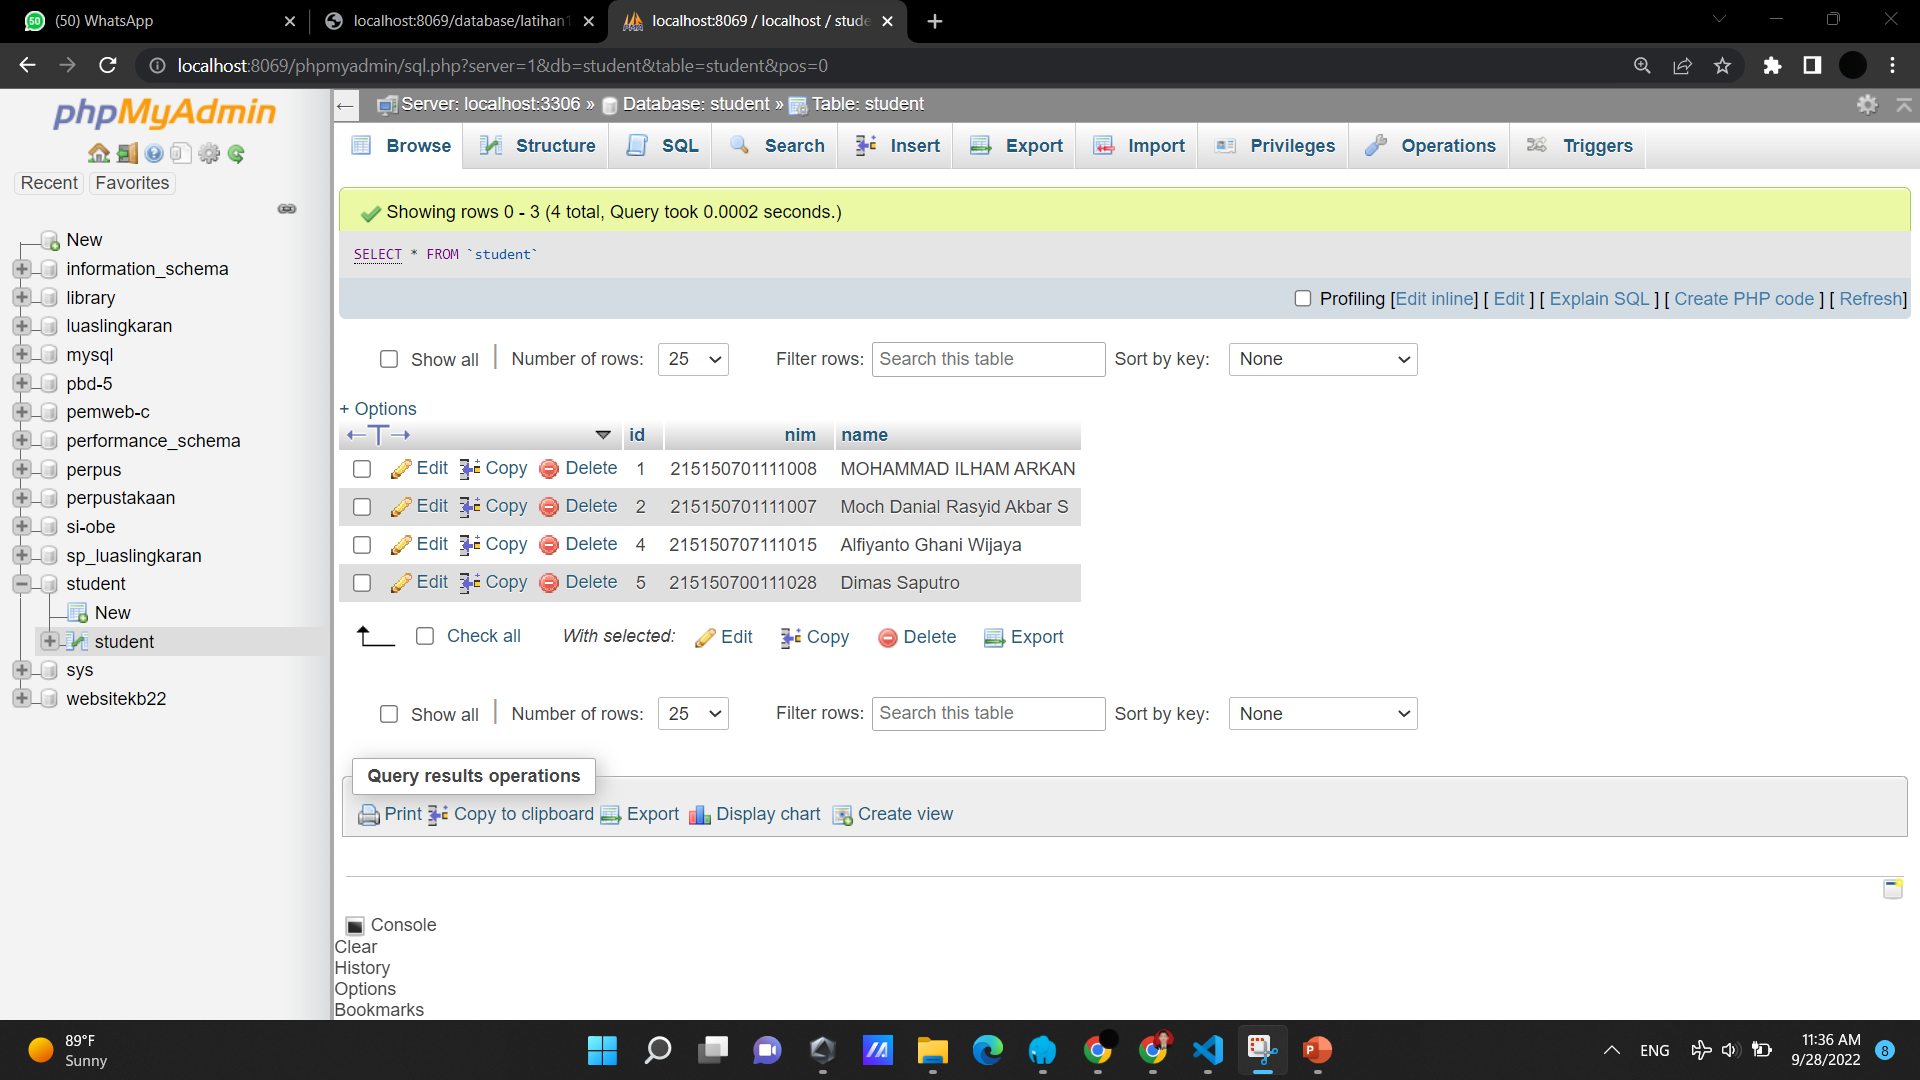 (50) WhatsApp
localhost:8069/database/latihan1
localhost:8069 / localhost / stude
localhost:8069/phpmyadmin/sql.php?server=1&db=student&table=student&pos=0
phpMyAdmin
Recent Favorites
New
information_schema
library
luaslingkaran
mysql
pbd-5
pemweb-c
performance_schema
perpus
perpustakaan
si-obe
sp_luaslingkaran
student
New
student
sys
websitekb22
Server: localhost:3306 » Database: student » Table: student
Browse Structure SQL Search Insert Export Import Privileges Operations Triggers
Showing rows 0 - 3 (4 total, Query took 0.0002 seconds.)
SELECT * FROM `student`
Profiling [Edit inline] [ Edit ] [ Explain SQL ] [ Create PHP code ] [ Refresh]
Show all Number of rows: 25 Filter rows: Search this table Sort by key: None
+ Options
id nim name
Edit Copy Delete 1 215150701111008 MOHAMMAD ILHAM ARKAN
Edit Copy Delete 2 215150701111007 Moch Danial Rasyid Akbar S
Edit Copy Delete 4 215150707111015 Alfiyanto Ghani Wijaya
Edit Copy Delete 5 215150700111028 Dimas Saputro
Check all With selected: Edit Copy Delete Export
Show all Number of rows: 25 Filter rows: Search this table Sort by key: None
Query results operations
Print Copy to clipboard Export Display chart Create view
Console
Clear
History
Options
Bookmarks
89°F
Sunny
ENG
11:36 AM
9/28/2022
8